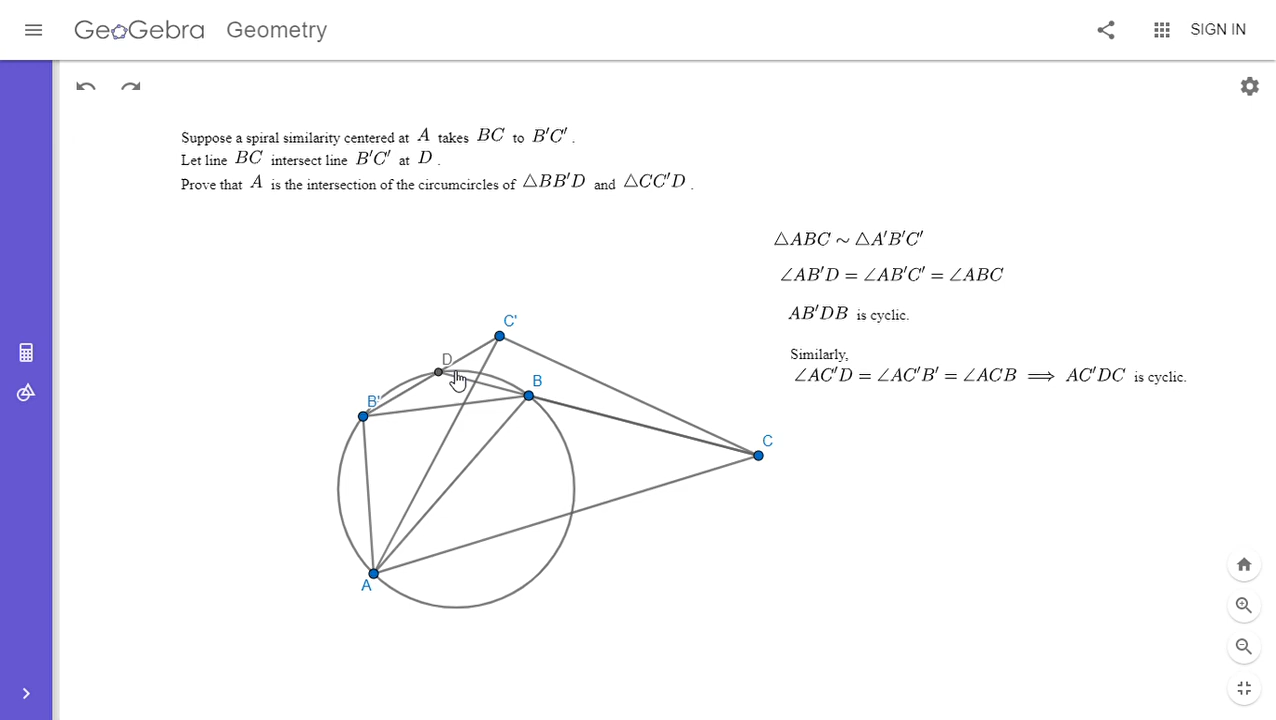 GeoGebra Geometry
SIGN IN
Suppose a spiral similarity centered at A takes BC to B′C′ .
Let line BC intersect line B′C′ at D .
Prove that A is the intersection of the circumcircles of △BB′D and △CC′D .
△ABC ∼ △A′B′C′
∠AB′D = ∠AB′C′ = ∠ABC
AB′DB is cyclic.
Similarly,
∠AC′D = ∠AC′B′ = ∠ACB ⟹ AC′DC is cyclic.
C'
D
B
B'
C
A